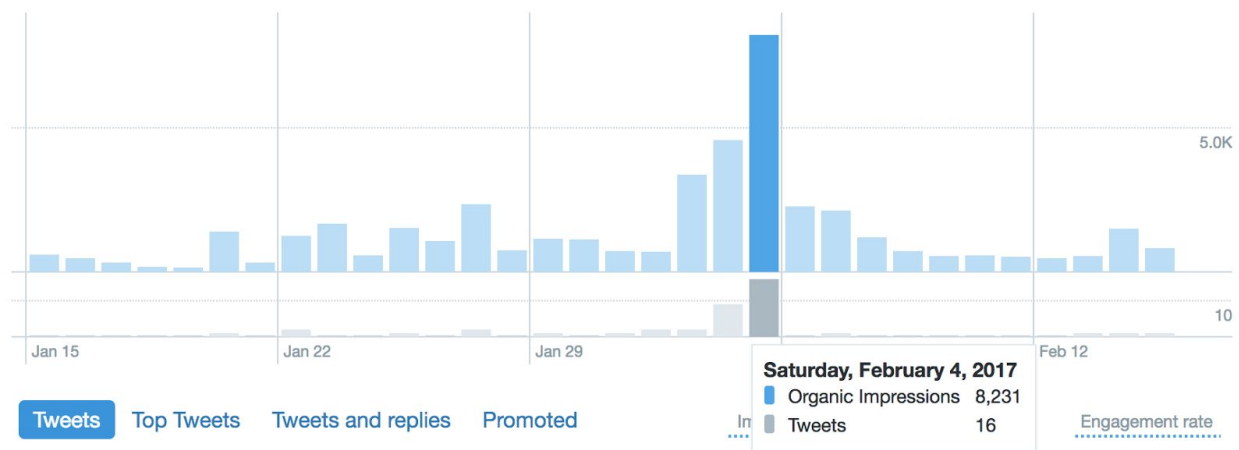 5.0K
10
Jan 15 Jan 22 Jan 29 Feb 12
Saturday, February 4, 2017
Organic Impressions 8,231
Tweets 16
Tweets Top Tweets Tweets and replies Promoted Engagement rate